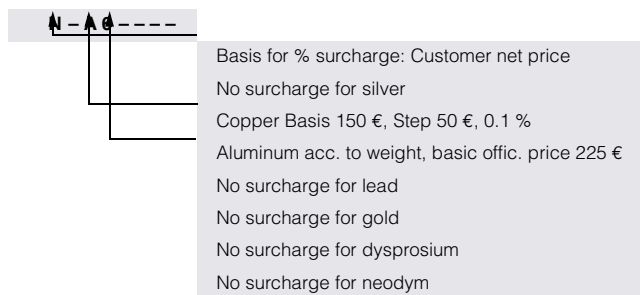 N – A 6 – – – –
Basis for % surcharge: Customer net price
No surcharge for silver
Copper Basis 150 €, Step 50 €, 0.1 %
Aluminum acc. to weight, basic offic. price 225 €
No surcharge for lead
No surcharge for gold
No surcharge for dysprosium
No surcharge for neodym